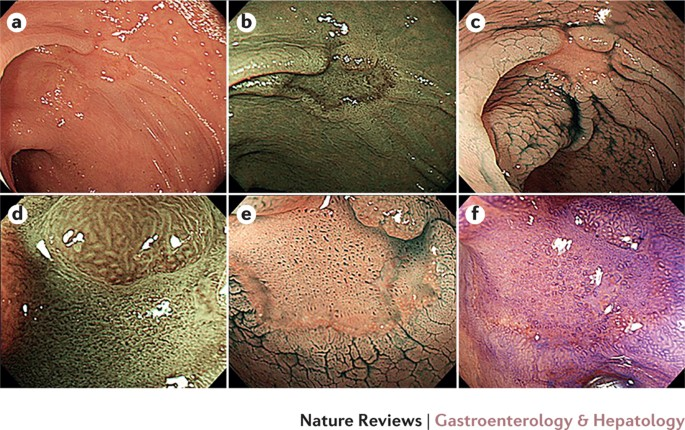 a
b
c
d
e
f
Nature Reviews | Gastroenterology & Hepatology